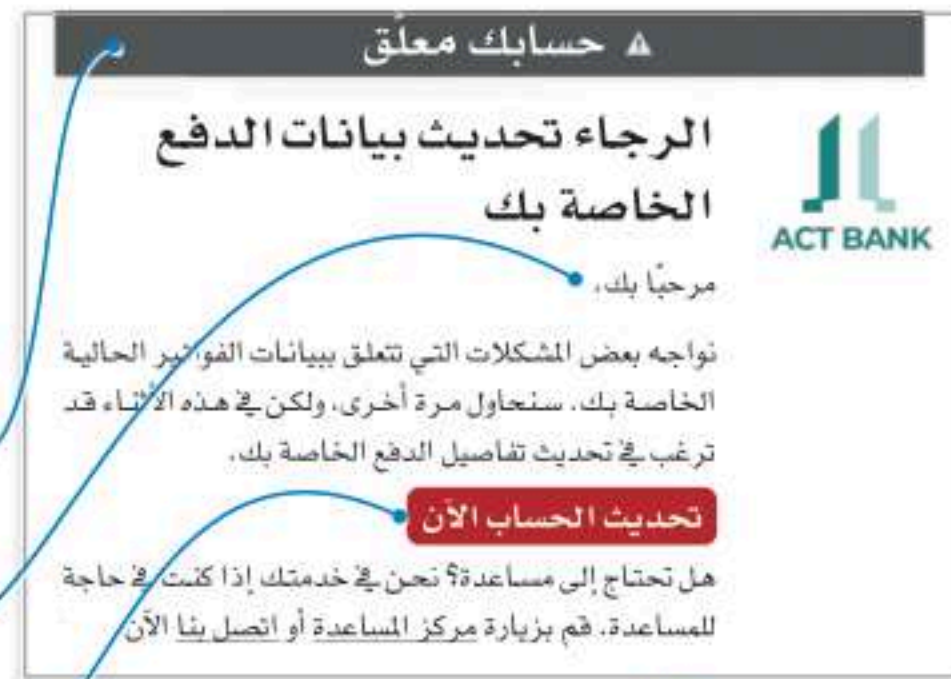 ⚠ حسابك معلّق
ACT BANK
الرجاء تحديث بيانات الدفع
الخاصة بك
مرحبًا بك،
نواجه بعض المشكلات التي تتعلق ببيانات الفواتير الحالية
الخاصة بك. سنحاول مرة أخرى، ولكن في هذه الأثناء قد
ترغب في تحديث تفاصيل الدفع الخاصة بك.
تحديث الحساب الآن
هل تحتاج إلى مساعدة؟ نحن في خدمتك إذا كنت في حاجة
للمساعدة. قم بزيارة مركز المساعدة أو اتصل بنا الآن